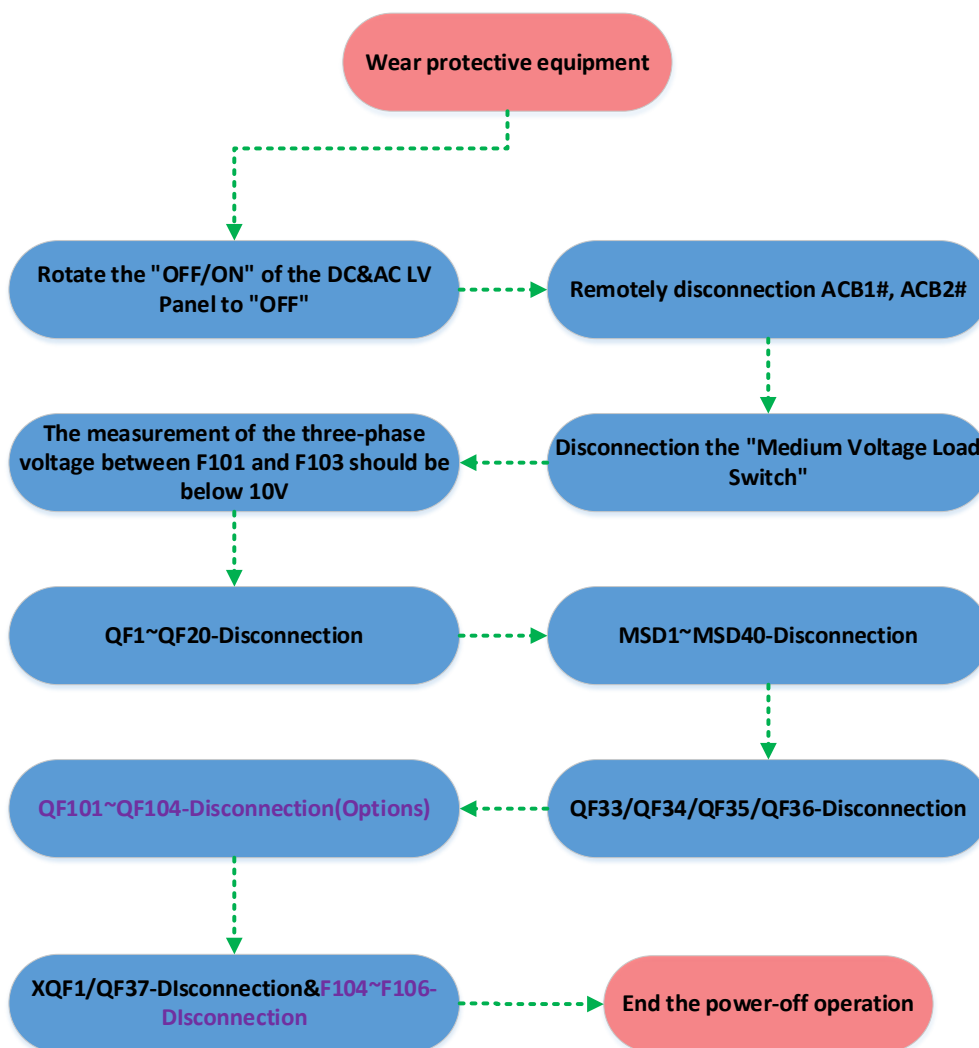 Wear protective equipment
Rotate the "OFF/ON" of the DC&AC LV
Panel to "OFF"
Remotely disconnection ACB1#, ACB2#
Disconnection the "Medium Voltage Load
Switch"
The measurement of the three-phase
voltage between F101 and F103 should be
below 10V
QF1~QF20-Disconnection
MSD1~MSD40-Disconnection
QF33/QF34/QF35/QF36-Disconnection
QF101~QF104-Disconnection(Options)
XQF1/QF37-DIsconnection&F104~F106-
DIsconnection
End the power-off operation